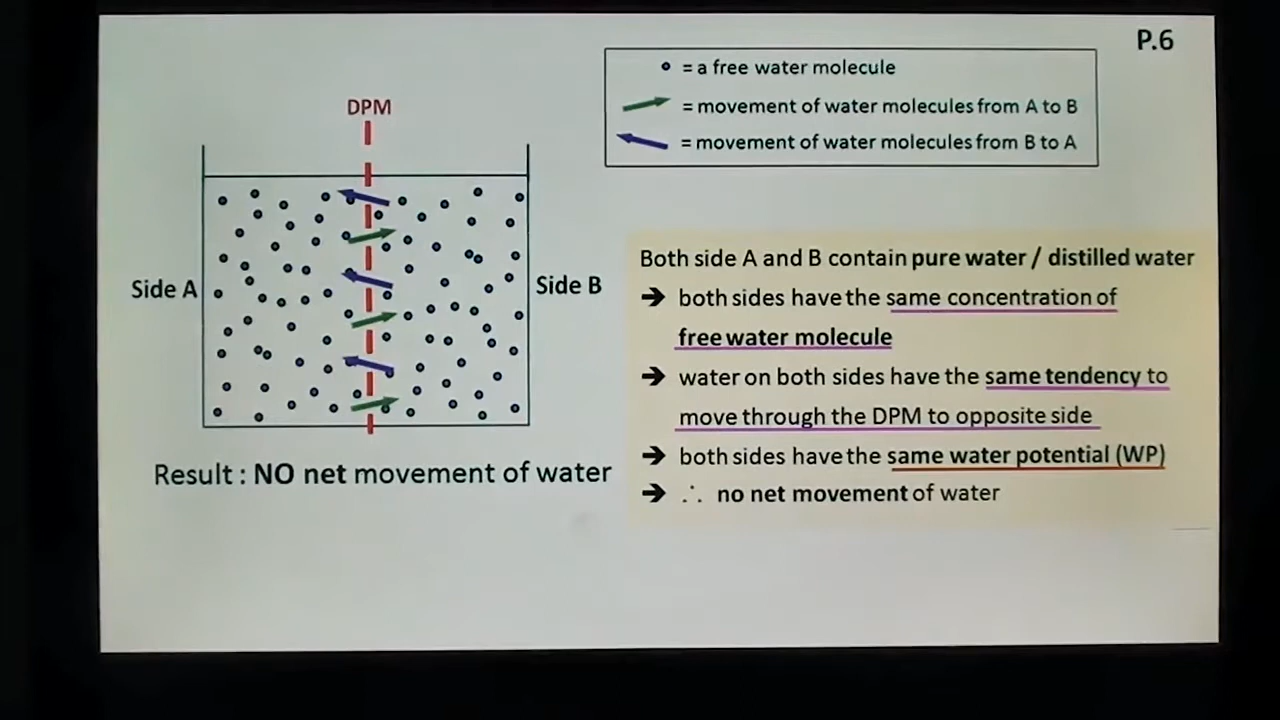 P.6
= a free water molecule
= movement of water molecules from A to B
= movement of water molecules from B to A
DPM
Side A
Side B
Result : NO net movement of water
Both side A and B contain pure water / distilled water
➔ both sides have the same concentration of
free water molecule
➔ water on both sides have the same tendency to
move through the DPM to opposite side
➔ both sides have the same water potential (WP)
➔ ∴ no net movement of water